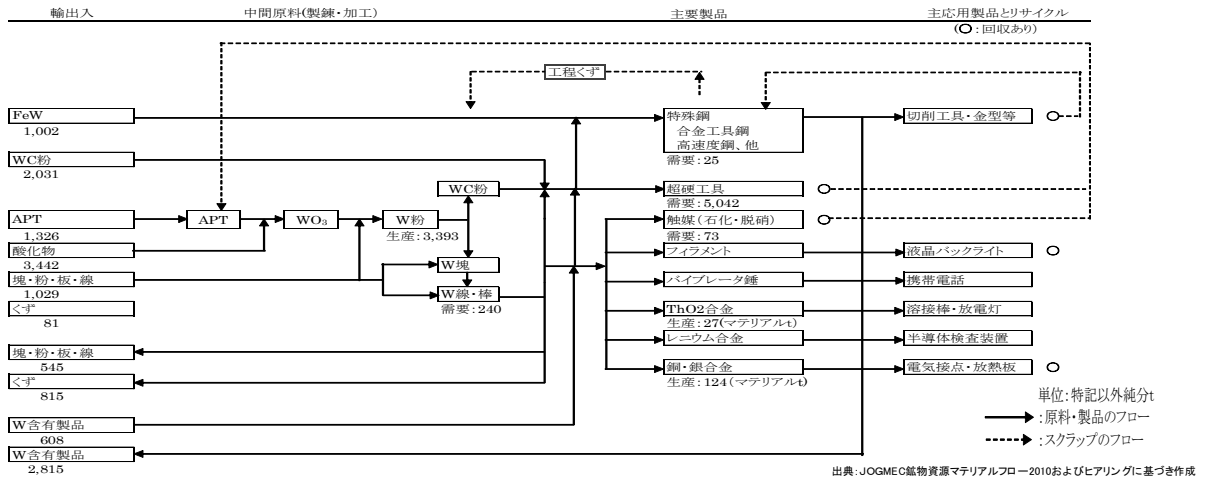 輸出入
中間原料(製錬・加工)
主要製品
主応用製品とリサイクル
(○:回収あり)
工程くず
FeW
1,002
WC粉
2,031
APT
1,326
酸化物
3,442
塊・粉・板・線
1,029
くず
81
塊・粉・板・線
545
くず
815
W含有製品
608
W含有製品
2,815
APT
WO3
WC粉
W粉
生産:3,393
W塊
W線・棒
需要:240
特殊鋼
合金工具鋼
高速度鋼、他
需要:25
超硬工具
需要:5,042
触媒(石化・脱硝)
需要:73
フィラメント
バイブレータ錘
ThO2合金
生産:27(マテリアルt)
レニウム合金
銅・銀合金
生産:124(マテリアルt)
切削工具・金型等
液晶バックライト
携帯電話
溶接棒・放電灯
半導体検査装置
電気接点・放熱板
単位:特記以外純分t
:原料・製品のフロー
:スクラップのフロー
出典:JOGMEC鉱物資源マテリアルフロー2010およびヒアリングに基づき作成